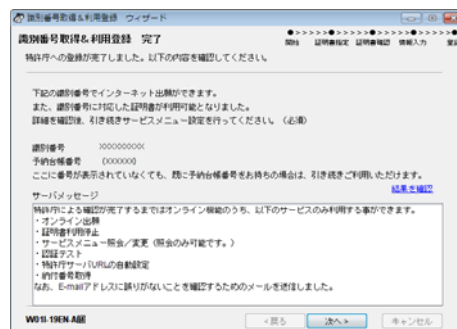 識別番号取得&利用登録 ウィザード
識別番号取得&利用登録 完了
開始 証明書指定 証明書確認 情報入力
特許庁への登録が完了しました。以下の内容を確認してください。
下記の識別番号でインターネット出願ができます。
また、識別番号に対応した証明書が利用可能となりました。
詳細を確認後、引き続きサービスメニュー設定を行ってください。(必須)
識別番号 XXXXXXXXX
予納台帳番号 (XXXXXX)
ここに番号が表示されていなくても、既に予納台帳番号をお持ちの場合は、引き続きご利用いただけます。
結果を確認
サーバメッセージ
特許庁による確認が完了するまではオンライン機能のうち、以下のサービスのみ利用する事ができます。
・オンライン出願
・証明書利用停止
・サービスメニュー照会/変更(照会のみ可能です。)
・認証テスト
・特許庁サーバURLの自動設定
・納付番号取得
なお、E-mailアドレスに誤りがないことを確認するためのメールを送信しました。
W01I-19EN-A
<戻る 次へ> キャンセル